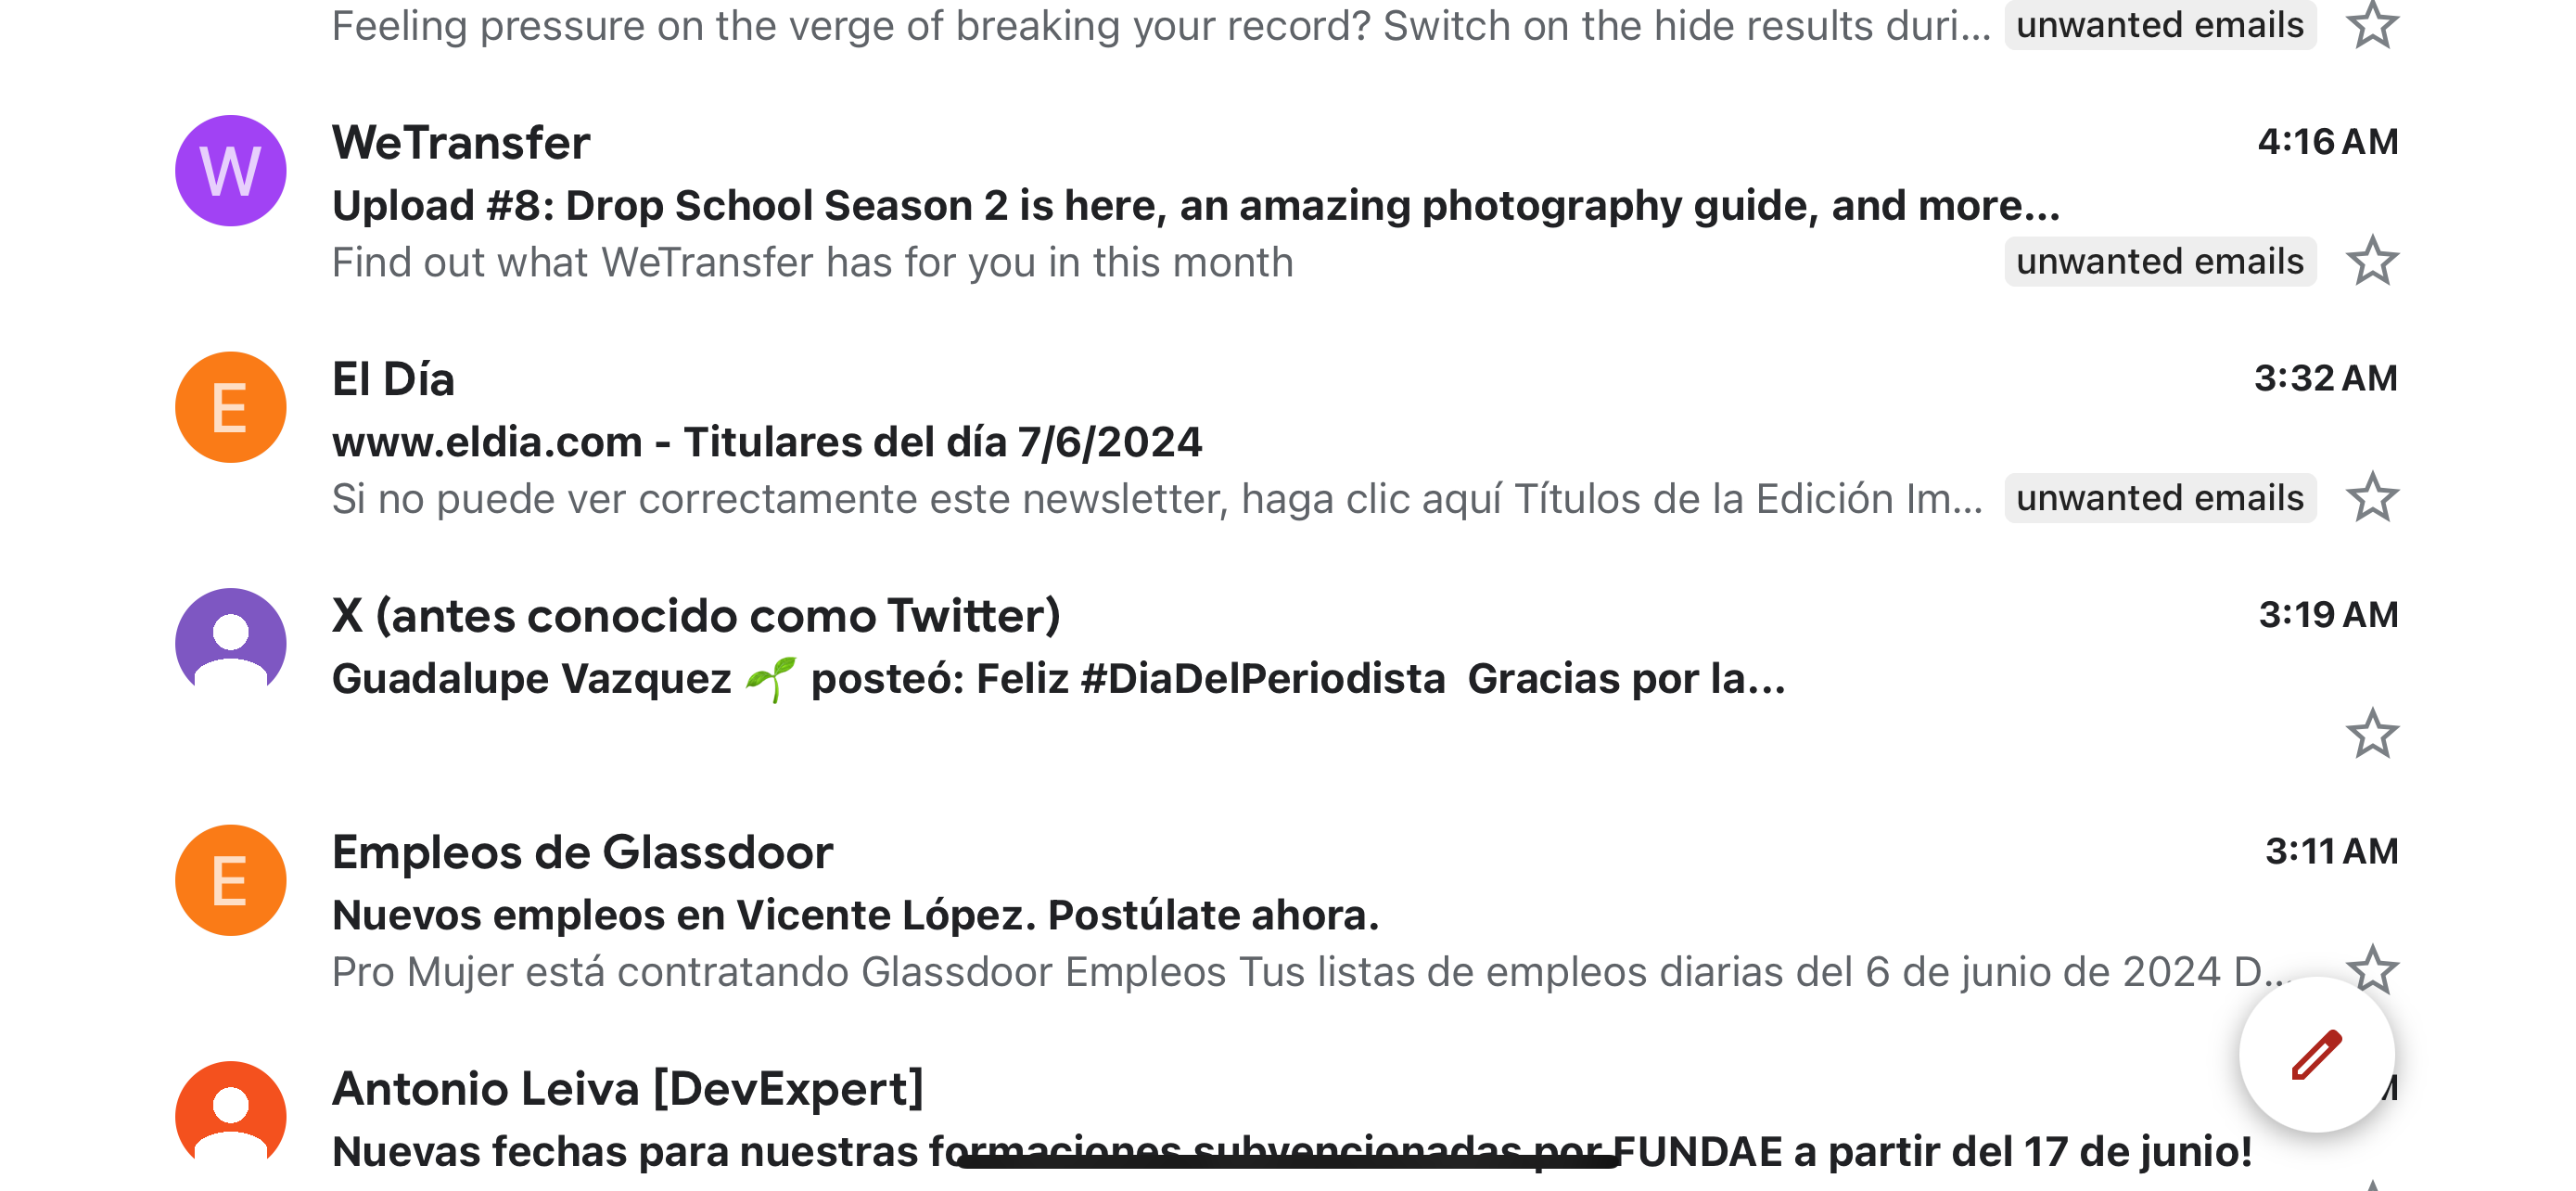 Feeling pressure on the verge of breaking your record? Switch on the hide results duri... unwanted emails
W
WeTransfer 4:16 AM
Upload #8: Drop School Season 2 is here, an amazing photography guide, and more...
Find out what WeTransfer has for you in this month unwanted emails
E
El Día 3:32 AM
www.eldia.com - Titulares del día 7/6/2024
Si no puede ver correctamente este newsletter, haga clic aquí Títulos de la Edición Im... unwanted emails
X (antes conocido como Twitter) 3:19 AM
Guadalupe Vazquez 🌱 posteó: Feliz #DiaDelPeriodista Gracias por la...
E
Empleos de Glassdoor 3:11 AM
Nuevos empleos en Vicente López. Postúlate ahora.
Pro Mujer está contratando Glassdoor Empleos Tus listas de empleos diarias del 6 de junio de 2024 D...
Antonio Leiva [DevExpert]
Nuevas fechas para nuestras formaciones subvencionadas por FUNDAE a partir del 17 de junio!